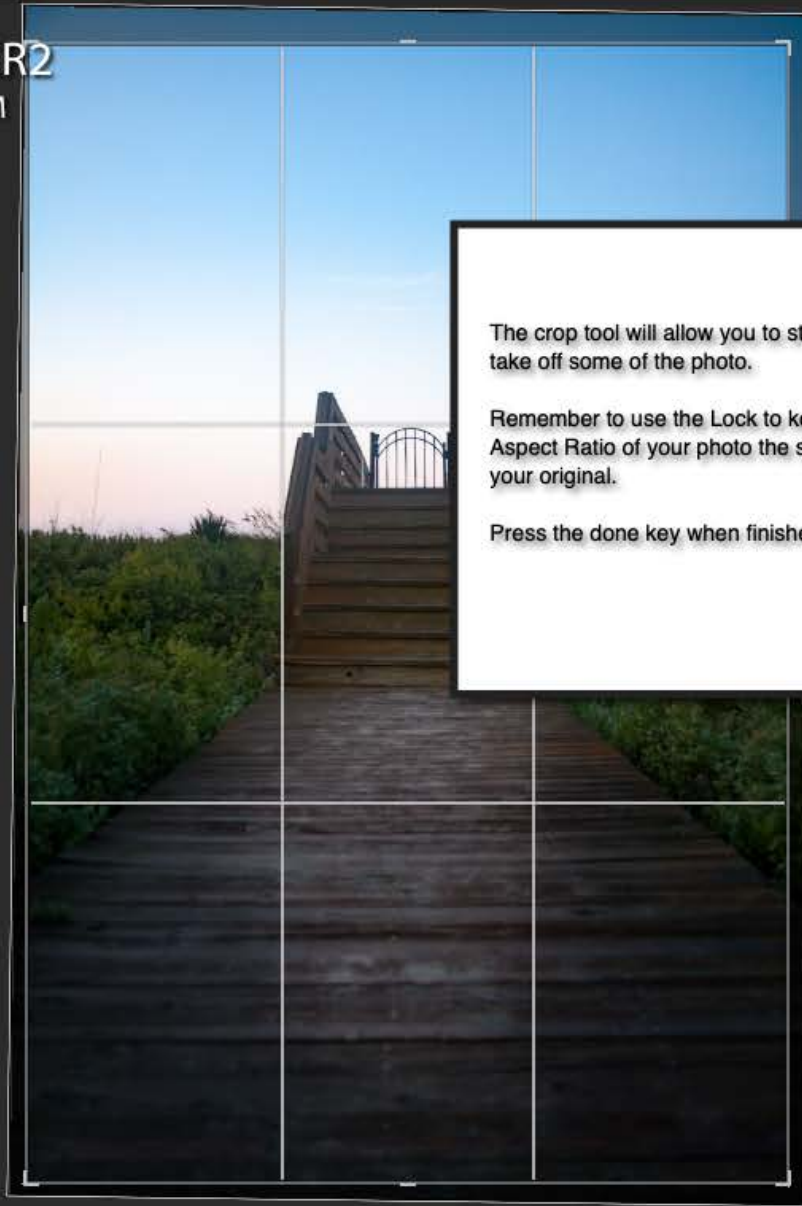 R2
The crop tool will allow you to st
take off some of the photo.
Remember to use the Lock to ke
Aspect Ratio of your photo the s
your original.
Press the done key when finishe